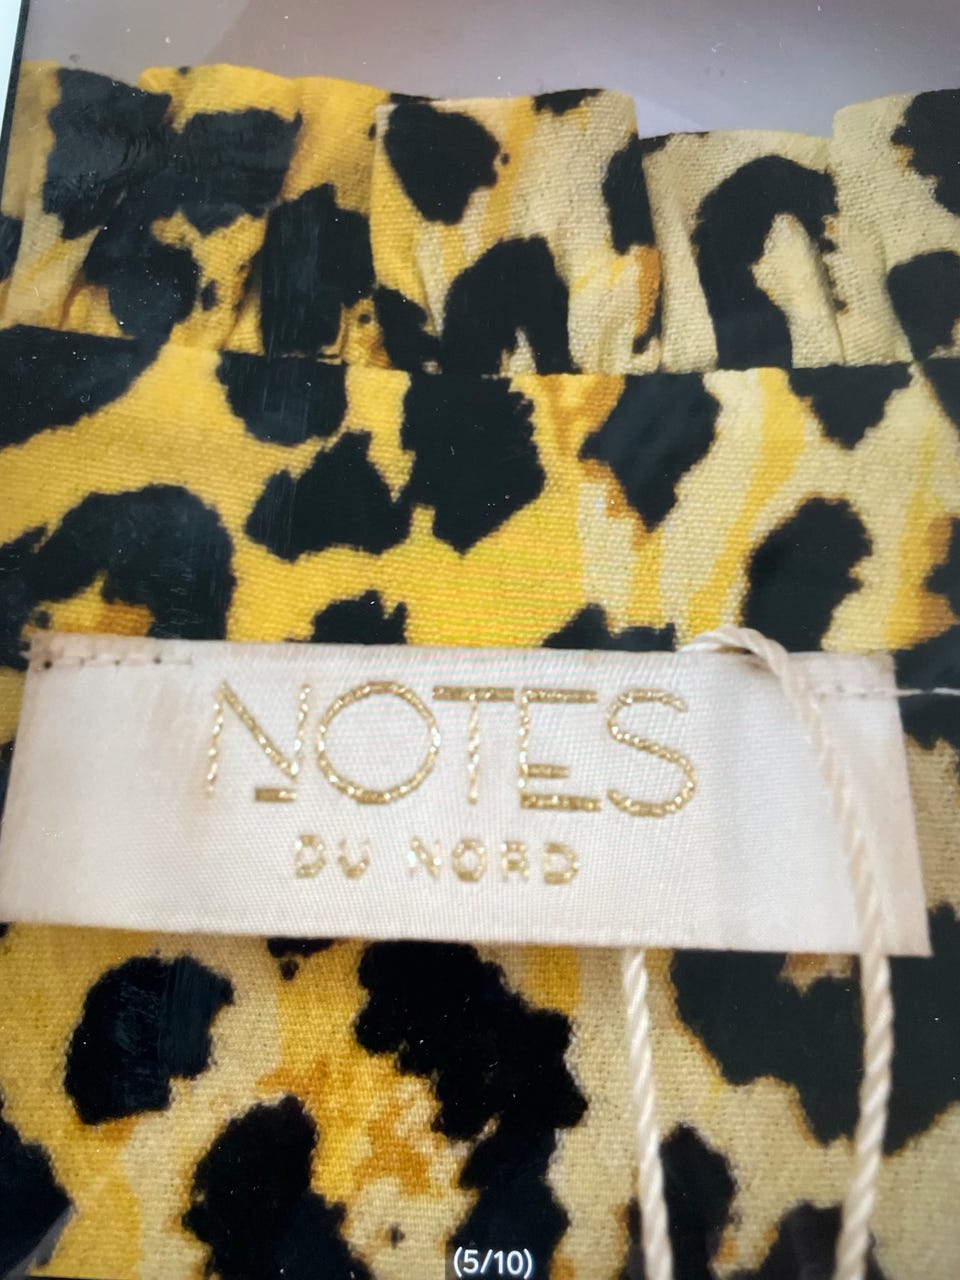 NOTES
DU NORD
(5/10)